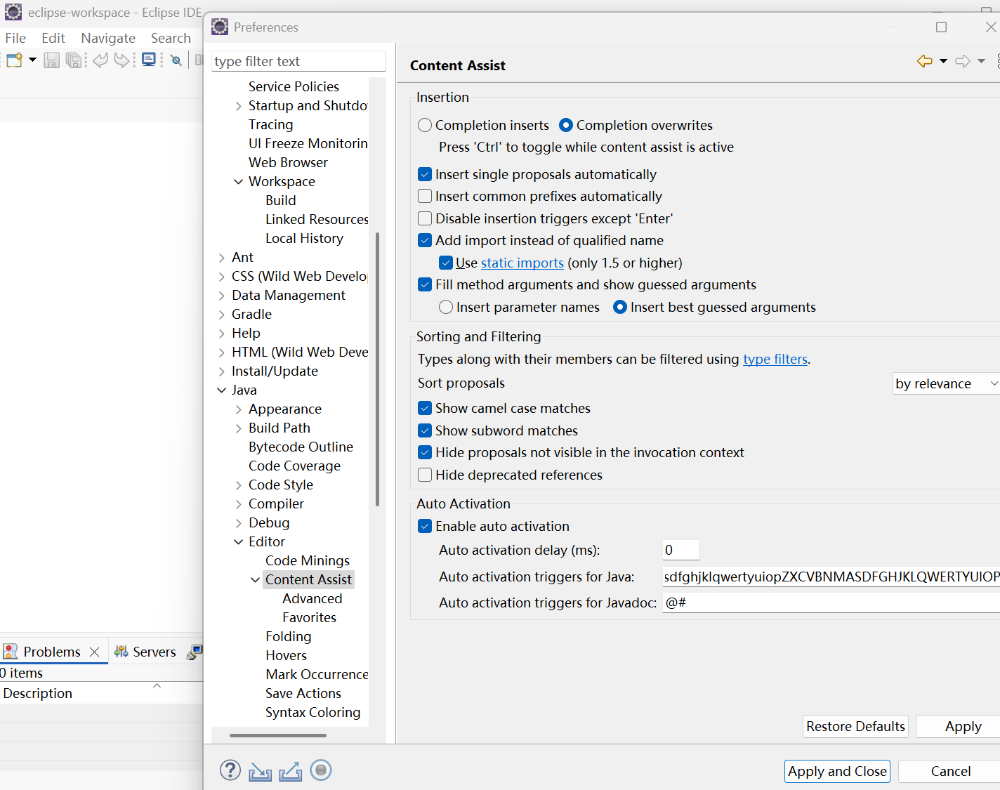 eclipse-workspace - Eclipse IDE
File Edit Navigate Search
Preferences
type filter text
Service Policies
Startup and Shutdo
Tracing
UI Freeze Monitorin
Web Browser
Workspace
Build
Linked Resources
Local History
Ant
CSS (Wild Web Develo
Data Management
Gradle
Help
HTML (Wild Web Deve
Install/Update
Java
Appearance
Build Path
Bytecode Outline
Code Coverage
Code Style
Compiler
Debug
Editor
Code Minings
Content Assist
Advanced
Favorites
Folding
Hovers
Mark Occurrence
Save Actions
Syntax Coloring
Content Assist
Insertion
Completion inserts Completion overwrites
Press 'Ctrl' to toggle while content assist is active
Insert single proposals automatically
Insert common prefixes automatically
Disable insertion triggers except 'Enter'
Add import instead of qualified name
Use static imports (only 1.5 or higher)
Fill method arguments and show guessed arguments
Insert parameter names Insert best guessed arguments
Sorting and Filtering
Types along with their members can be filtered using type filters.
Sort proposals by relevance
Show camel case matches
Show subword matches
Hide proposals not visible in the invocation context
Hide deprecated references
Auto Activation
Enable auto activation
Auto activation delay (ms): 0
Auto activation triggers for Java: sdfghjklqwertyuiopZXCVBNMASDFGHJKLQWERTYUIOP
Auto activation triggers for Javadoc: @#
Restore Defaults Apply
Apply and Close Cancel
Problems Servers
0 items
Description